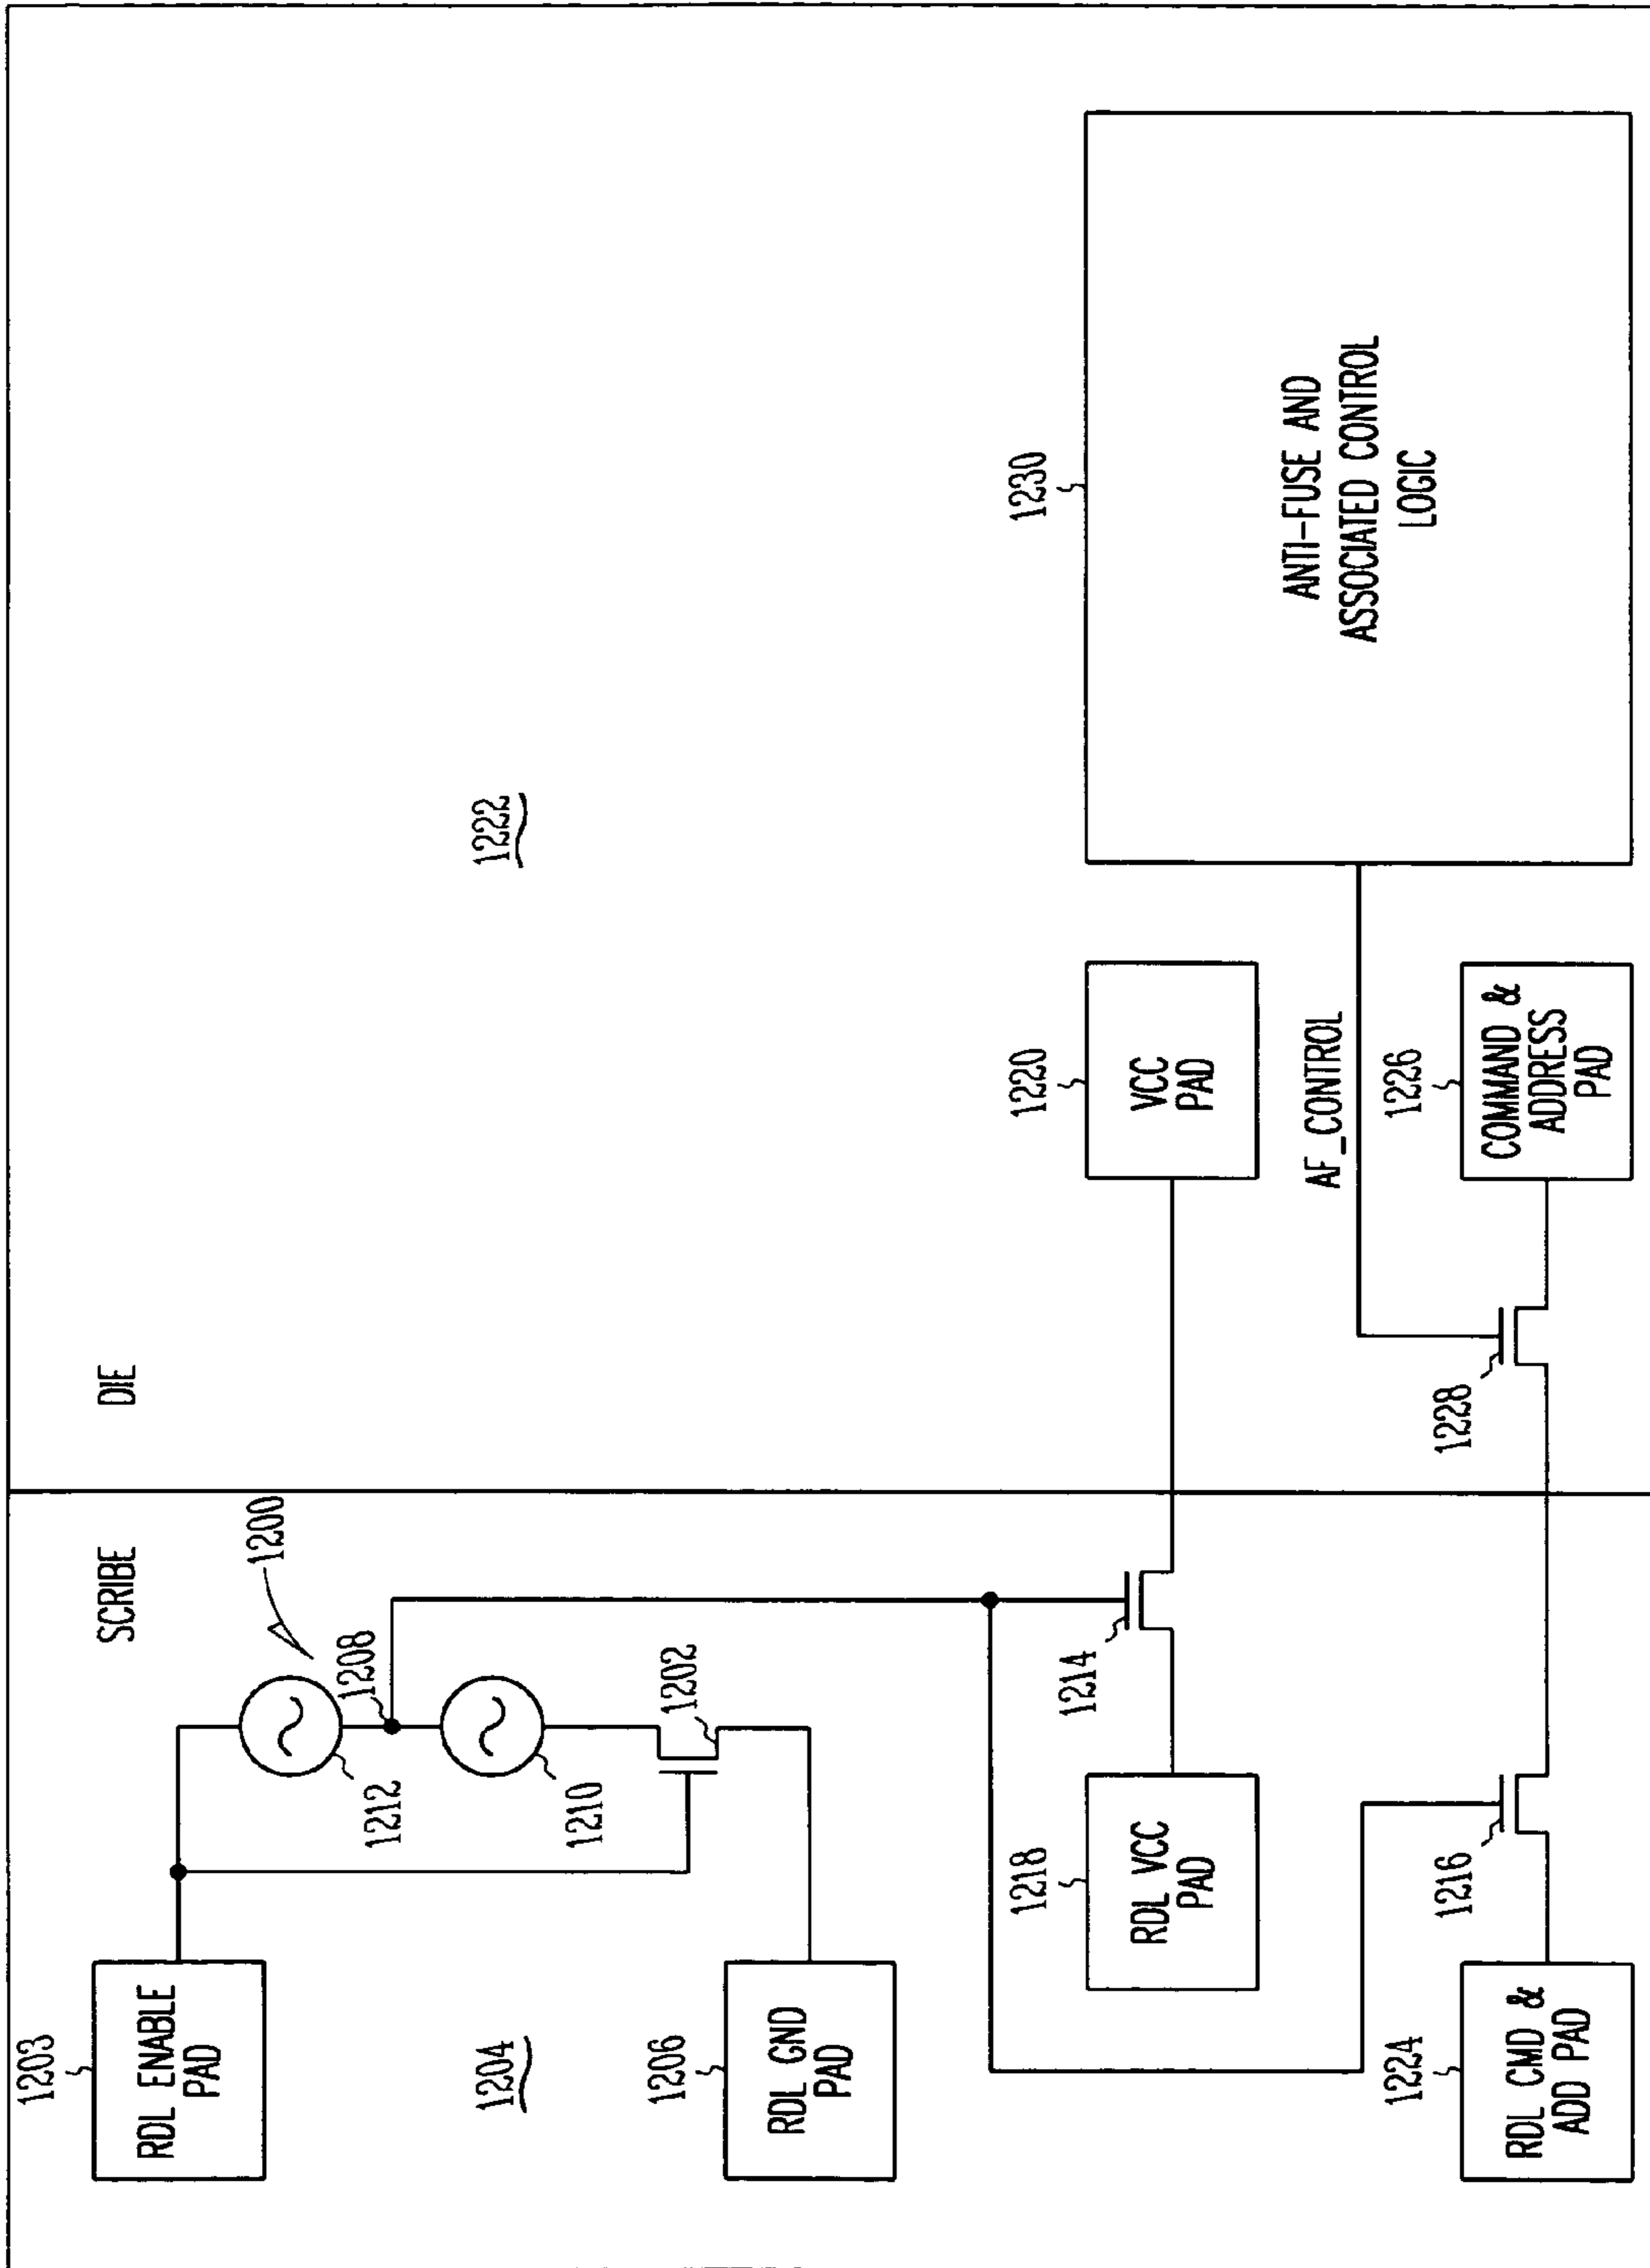 SCRIBE
DIE
1203
RDL ENABLE
PAD
1200
1212
1208
1204
1210
1202
1222
1206
RDL GND
PAD
1214
1218
RDL VCC
PAD
1220
VCC
PAD
1230
ANTI-FUSE AND
ASSOCIATED CONTROL
LOGIC
AF_CONTROL
1224
RDL CMD &
ADD PAD
1216
1228
1226
COMMAND &
ADDRESS
PAD